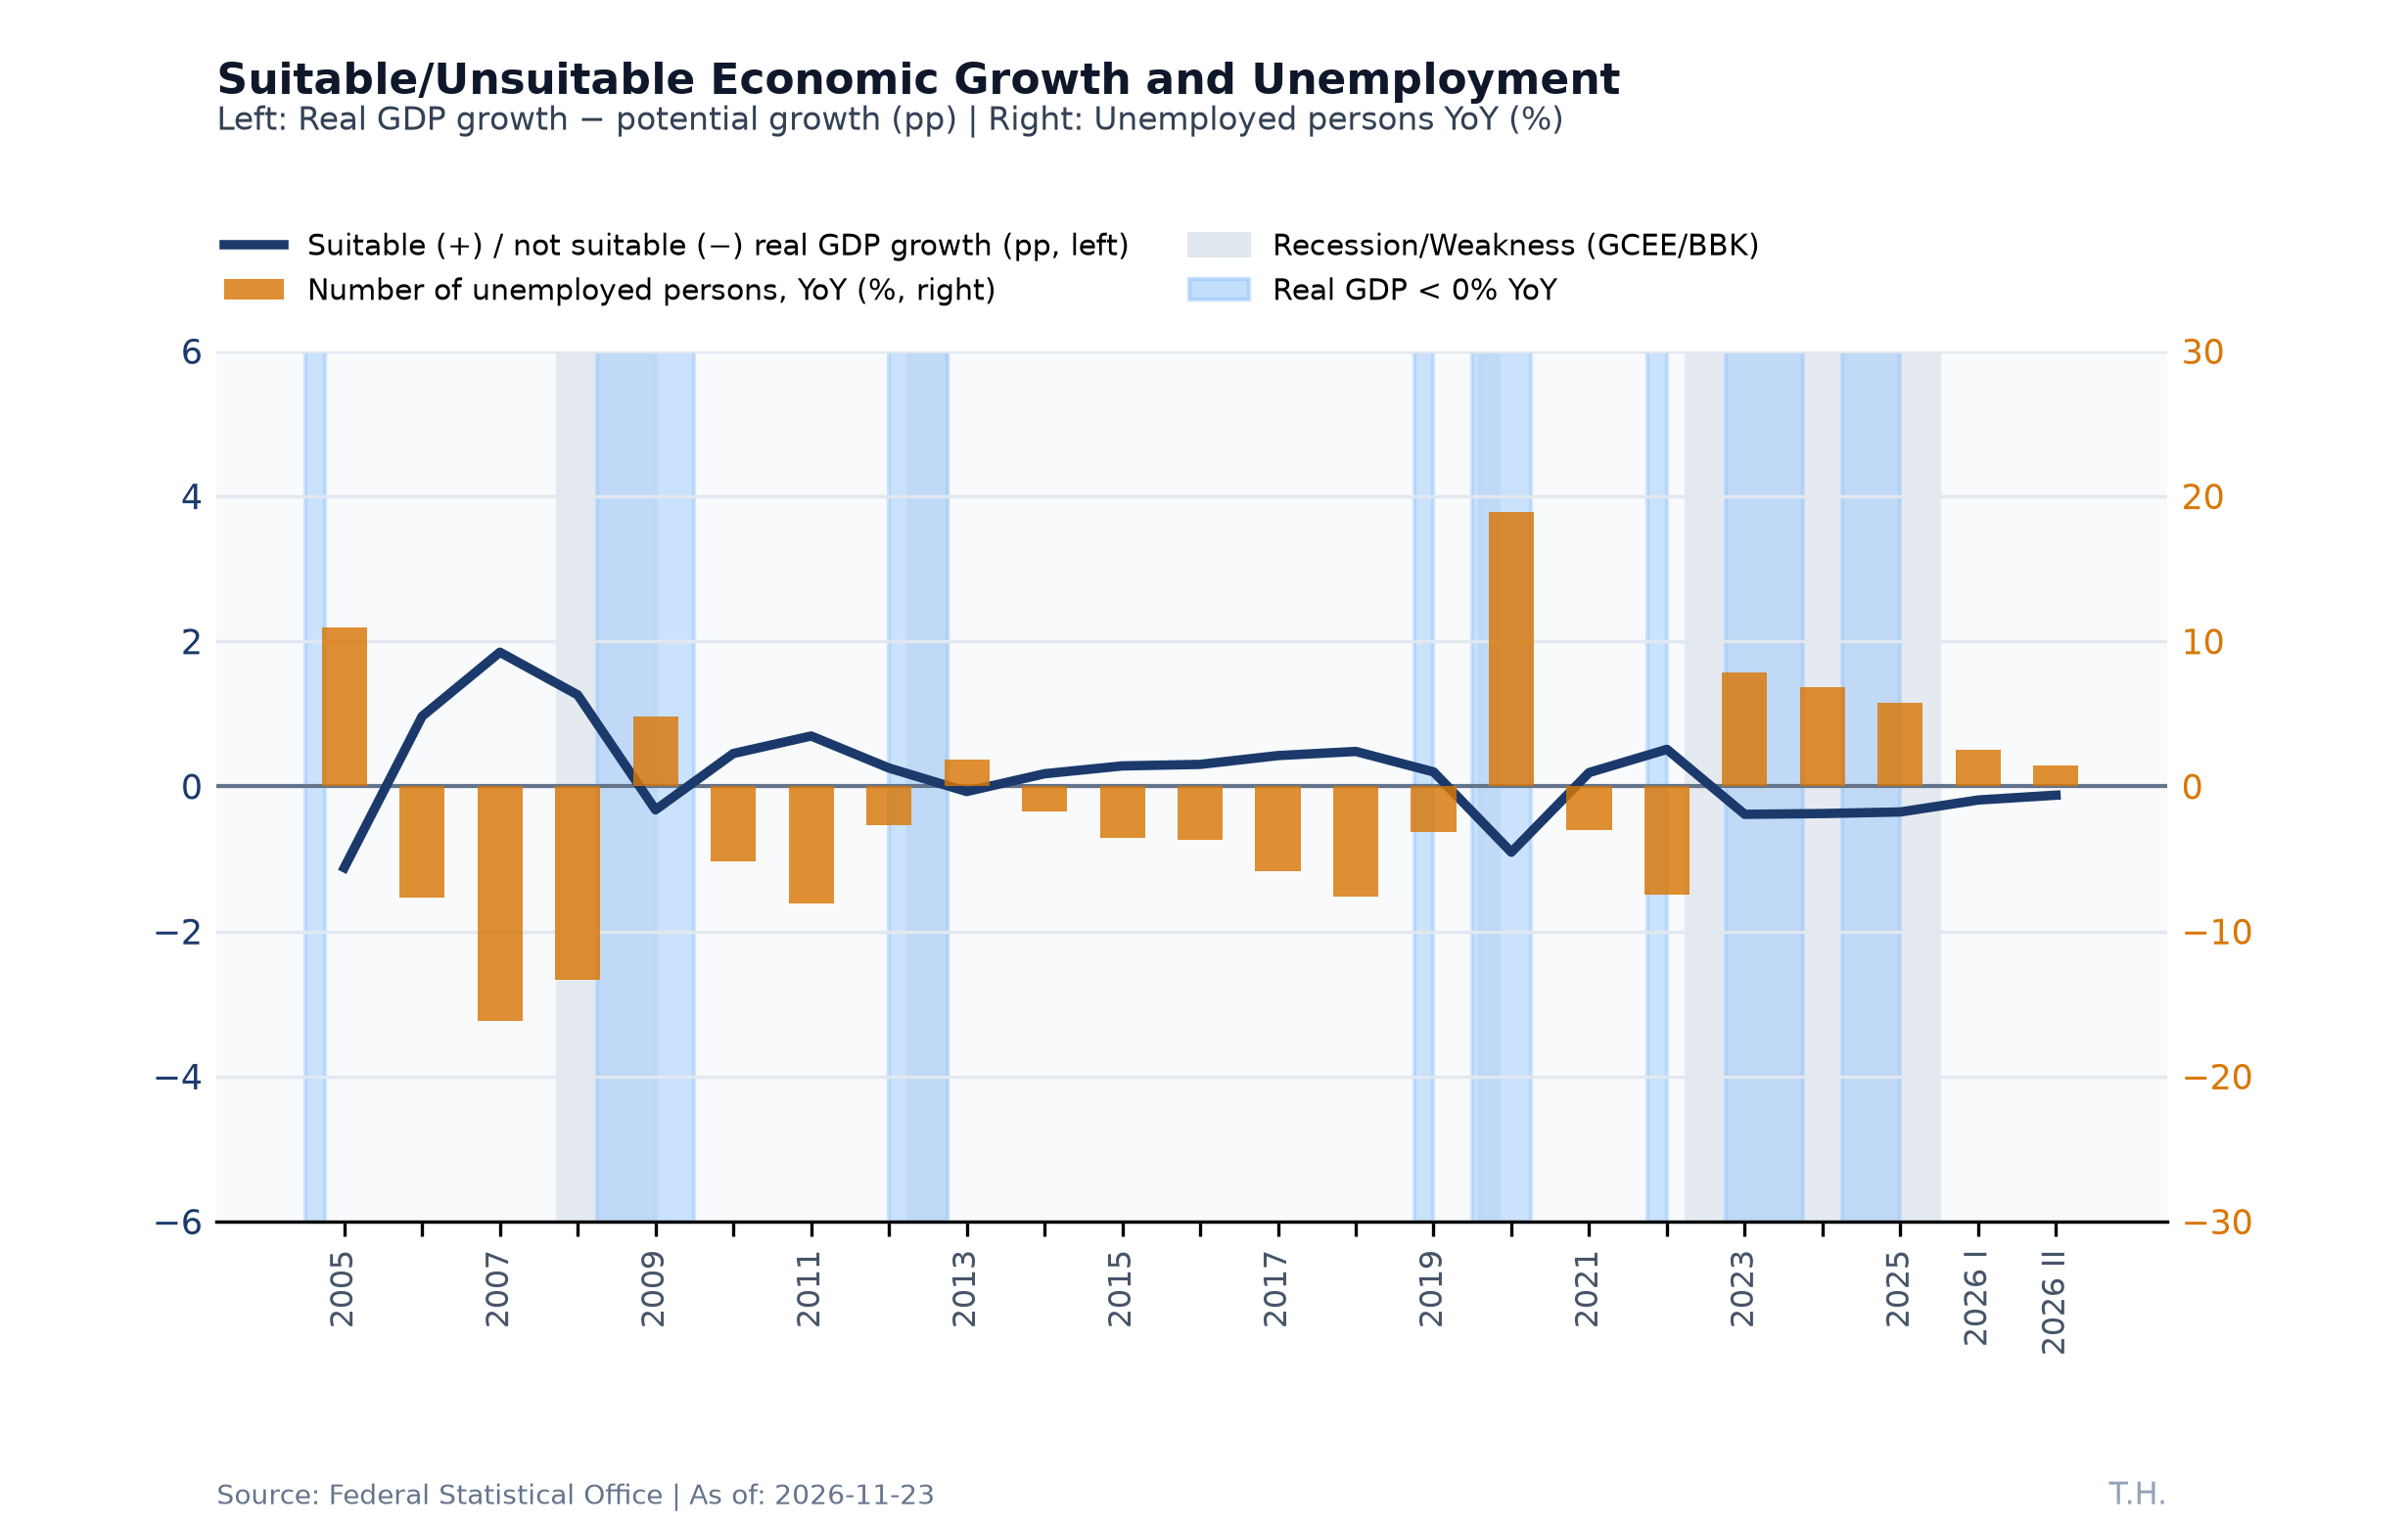 Suitable/Unsuitable Economic Growth and Unemployment
Left: Real GDP growth − potential growth (pp) | Right: Unemployed persons YoY (%)
Suitable (+) / not suitable (−) real GDP growth (pp, left)
Number of unemployed persons, YoY (%, right)
Recession/Weakness (GCEE/BBK)
Real GDP < 0% YoY
6
4
2
0
−2
−4
−6
30
20
10
0
−10
−20
−30
2005
2007
2009
2011
2013
2015
2017
2019
2021
2023
2025
2026 I
2026 II
Source: Federal Statistical Office | As of: 2026-11-23
T.H.